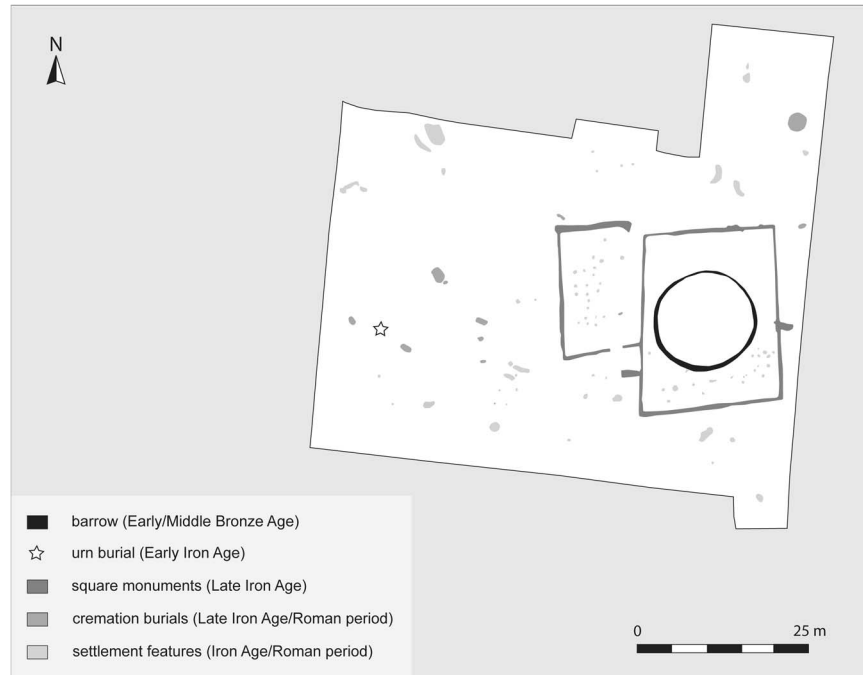 N
barrow (Early/Middle Bronze Age)
urn burial (Early Iron Age)
square monuments (Late Iron Age)
cremation burials (Late Iron Age/Roman period)
settlement features (Iron Age/Roman period)
0 25 m